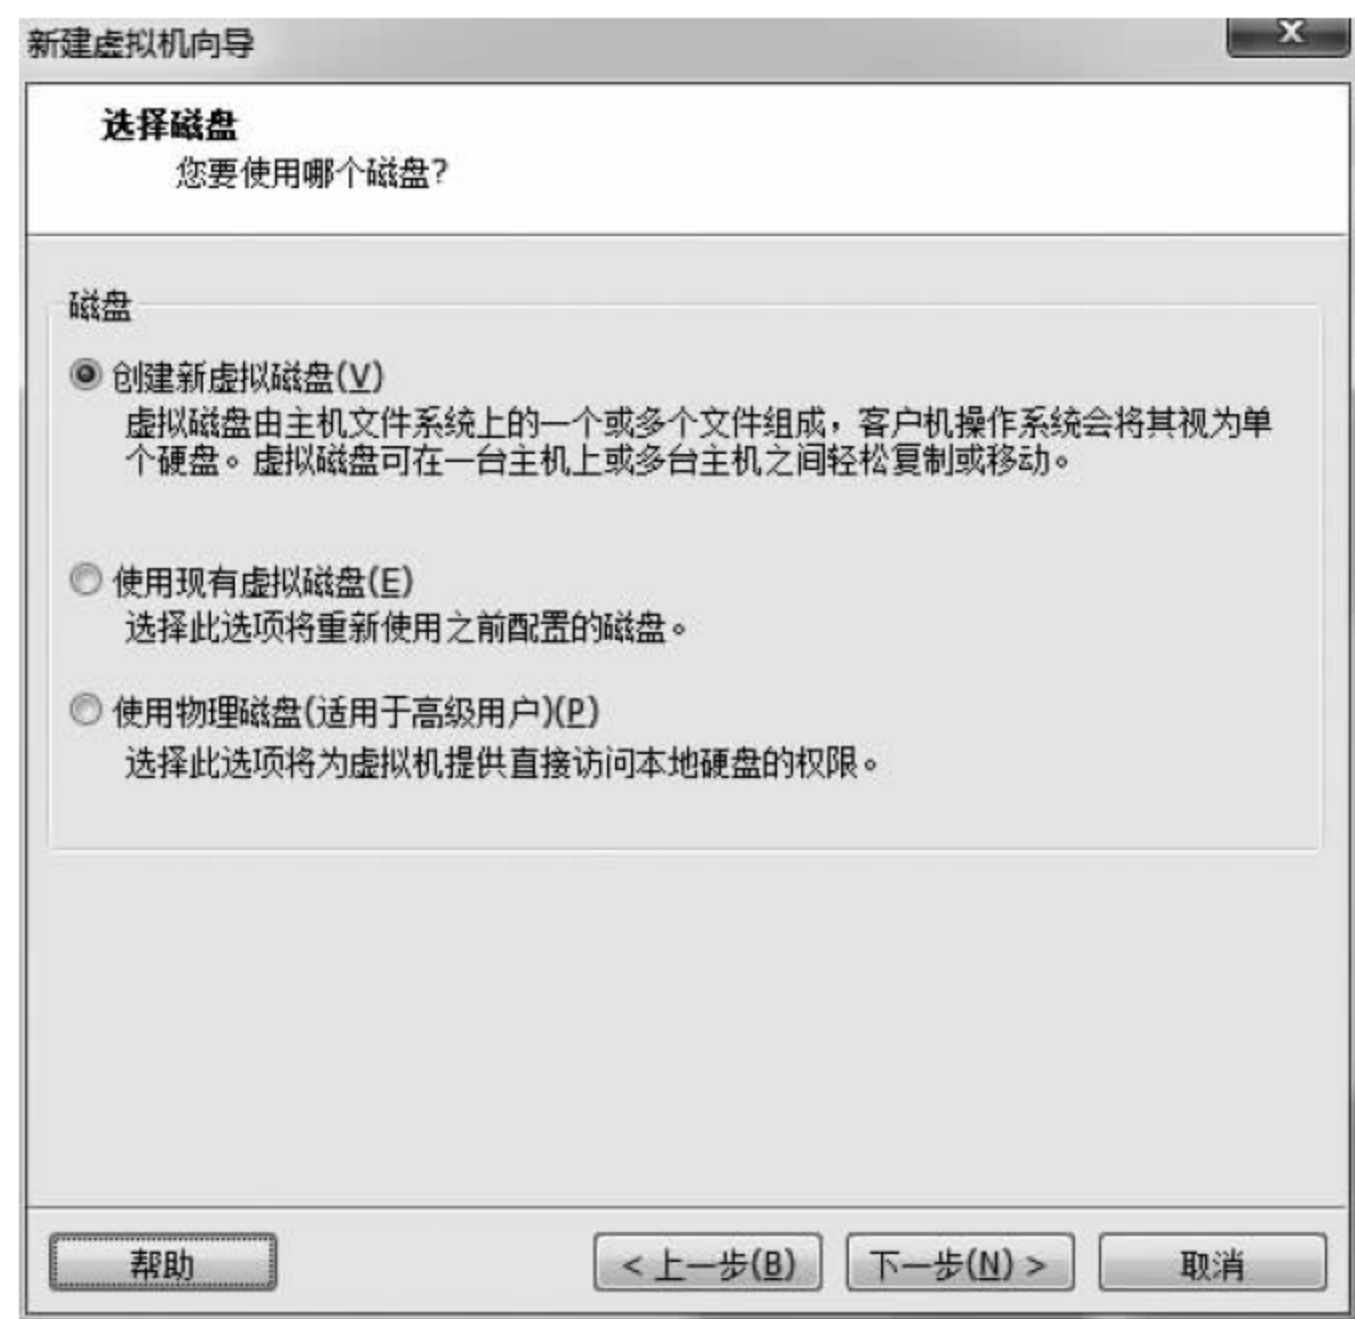 新建虚拟机向导
选择磁盘
您要使用哪个磁盘?
磁盘
创建新虚拟磁盘(V)
虚拟磁盘由主机文件系统上的一个或多个文件组成，客户机操作系统会将其视为单
个硬盘。虚拟磁盘可在一台主机上或多台主机之间轻松复制或移动。
使用现有虚拟磁盘(E)
选择此选项将重新使用之前配置的磁盘。
使用物理磁盘(适用于高级用户)(P)
选择此选项将为虚拟机提供直接访问本地硬盘的权限。
帮助
< 上一步(B)
下一步(N) >
取消